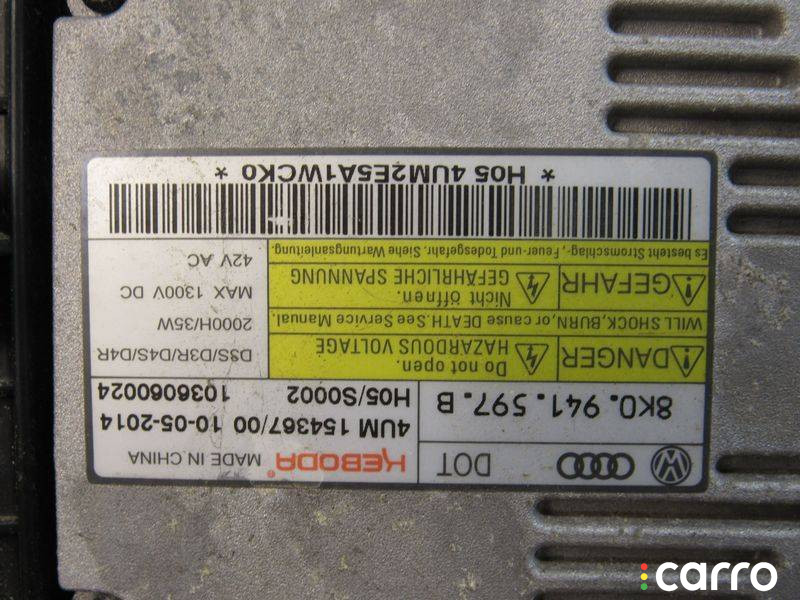 DOT
KEBODA® MADE IN CHINA
8K0.941.597.B
4UM 154367/00 10-05-2014
H05/S0002 1036060024
DANGER
Do not open.
HAZARDOUS VOLTAGE
WILL SHOCK, BURN, or cause DEATH. See Service Manual.
GEFAHR
Nicht öffnen.
GEFÄHRLICHE SPANNUNG
Es besteht Stromschlag-, Feuer-und Todesgefahr, Siehe Wartungsanleitung.
D3S/D3R/D4S/D4R
2000H/35W
MAX 1300V DC
42V AC
* H05 4UM2E5A1WCK0 *
carro